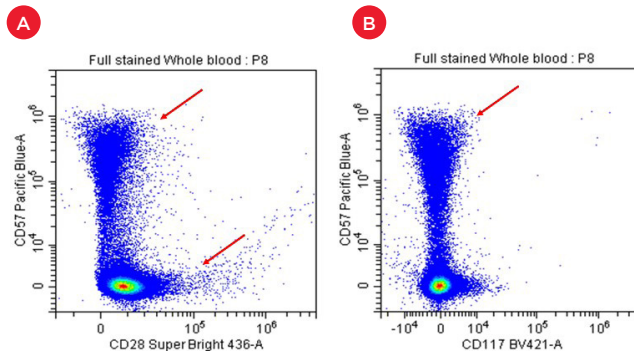 A
Full stained Whole blood : P8
CD57 Pacific Blue-A
10^6
10^5
10^4
0
0
10^5
10^6
CD28 Super Bright 436-A
B
Full stained Whole blood : P8
CD57 Pacific Blue-A
10^6
10^5
10^4
0
-10^4
0
10^4
10^5
10^6
CD117 BV421-A